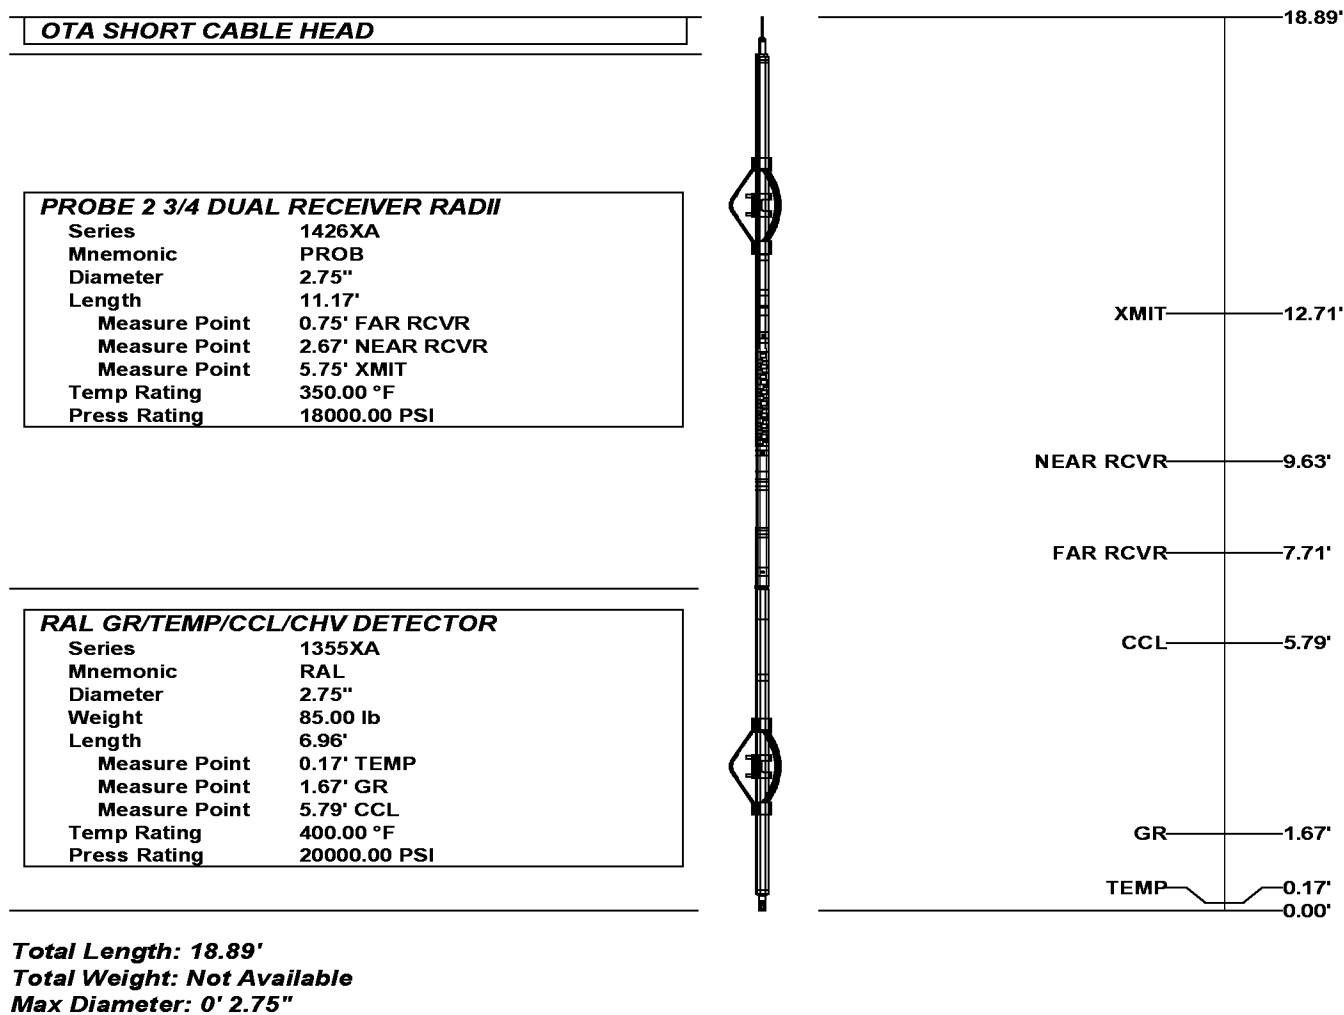 OTA SHORT CABLE HEAD
PROBE 2 3/4 DUAL RECEIVER RADII
Series 1426XA
Mnemonic PROB
Diameter 2.75"
Length 11.17'
Measure Point 0.75' FAR RCVR
Measure Point 2.67' NEAR RCVR
Measure Point 5.75' XMIT
Temp Rating 350.00 °F
Press Rating 18000.00 PSI
RAL GR/TEMP/CCL/CHV DETECTOR
Series 1355XA
Mnemonic RAL
Diameter 2.75"
Weight 85.00 lb
Length 6.96'
Measure Point 0.17' TEMP
Measure Point 1.67' GR
Measure Point 5.79' CCL
Temp Rating 400.00 °F
Press Rating 20000.00 PSI
18.89'
XMIT 12.71'
NEAR RCVR 9.63'
FAR RCVR 7.71'
CCL 5.79'
GR 1.67'
TEMP 0.17'
0.00'
Total Length: 18.89'
Total Weight: Not Available
Max Diameter: 0' 2.75"